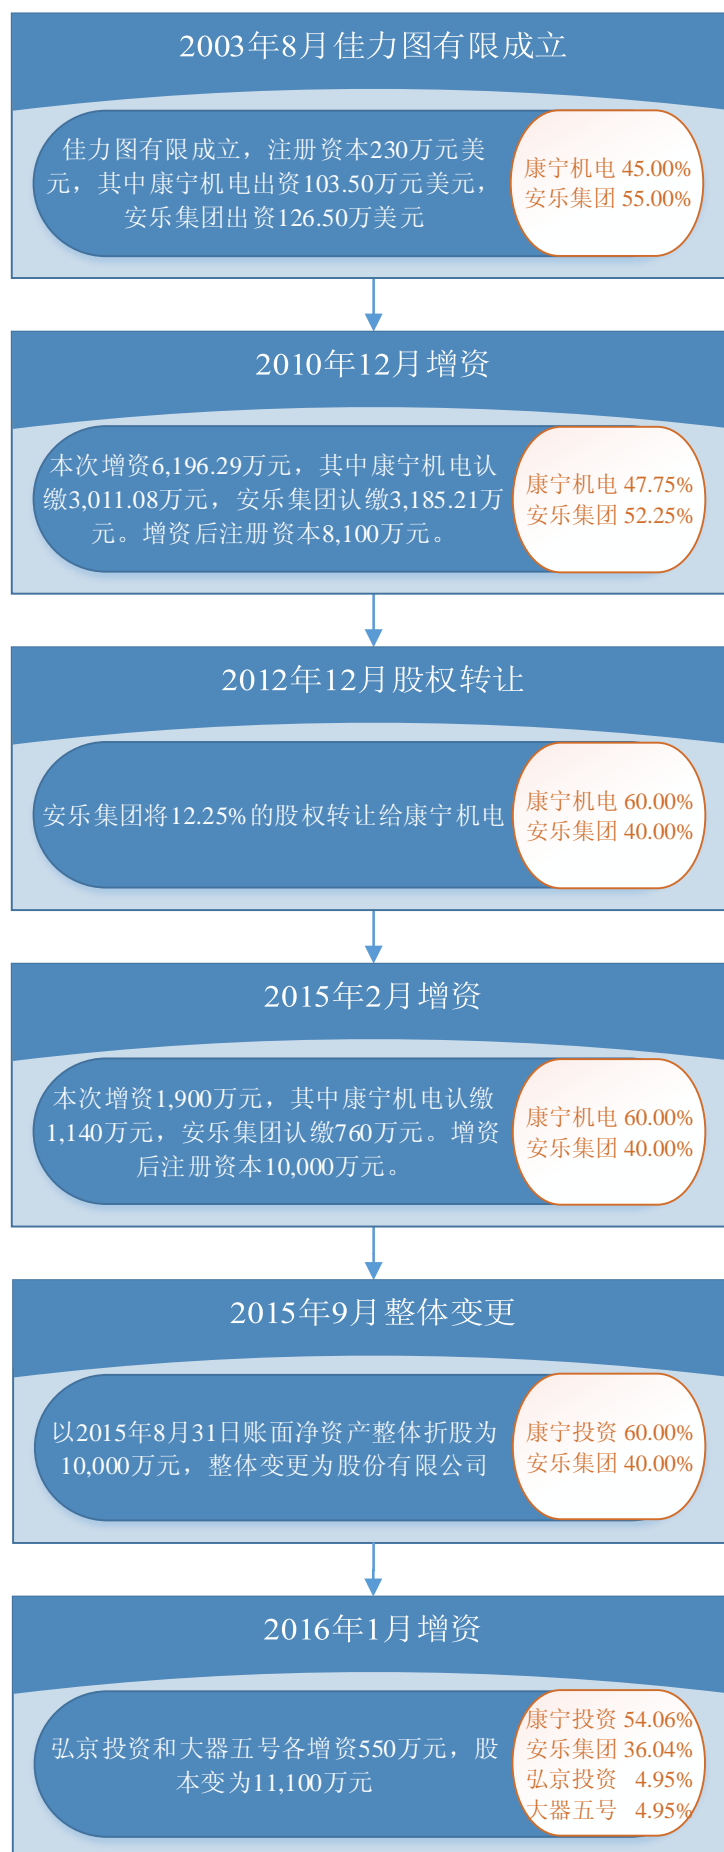 2003年8月佳力图有限成立
佳力图有限成立，注册资本230万元美
元，其中康宁机电出资103.50万元美元，
安乐集团出资126.50万美元
康宁机电 45.00%
安乐集团 55.00%
2010年12月增资
本次增资6,196.29万元，其中康宁机电认
缴3,011.08万元，安乐集团认缴3,185.21万
元。增资后注册资本8,100万元。
康宁机电 47.75%
安乐集团 52.25%
2012年12月股权转让
安乐集团将12.25%的股权转让给康宁机电
康宁机电 60.00%
安乐集团 40.00%
2015年2月增资
本次增资1,900万元，其中康宁机电认缴
1,140万元，安乐集团认缴760万元。增资
后注册资本10,000万元。
康宁机电 60.00%
安乐集团 40.00%
2015年9月整体变更
以2015年8月31日账面净资产整体折股为
10,000万元，整体变更为股份有限公司
康宁投资 60.00%
安乐集团 40.00%
2016年1月增资
弘京投资和大器五号各增资550万元，股
本变为11,100万元
康宁投资 54.06%
安乐集团 36.04%
弘京投资 4.95%
大器五号 4.95%